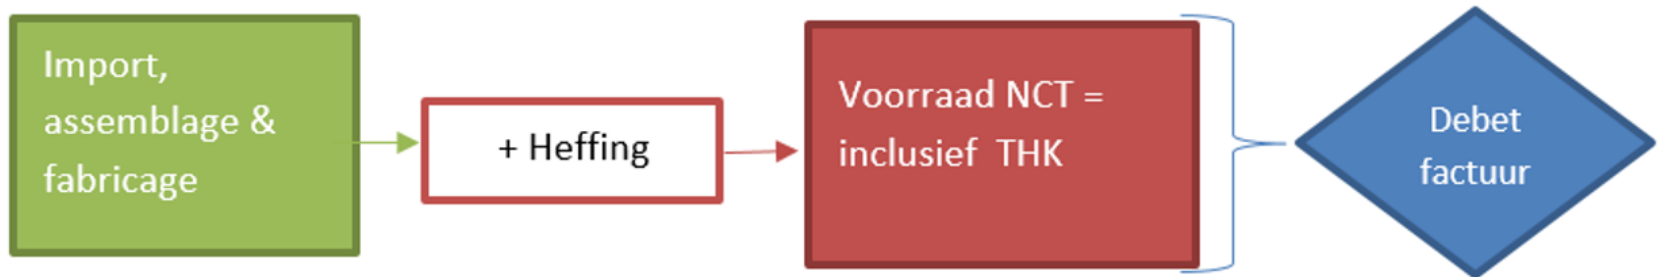 Import,
assemblage &
fabricage
+ Heffing
Voorraad NCT =
inclusief  THK
Debet
factuur